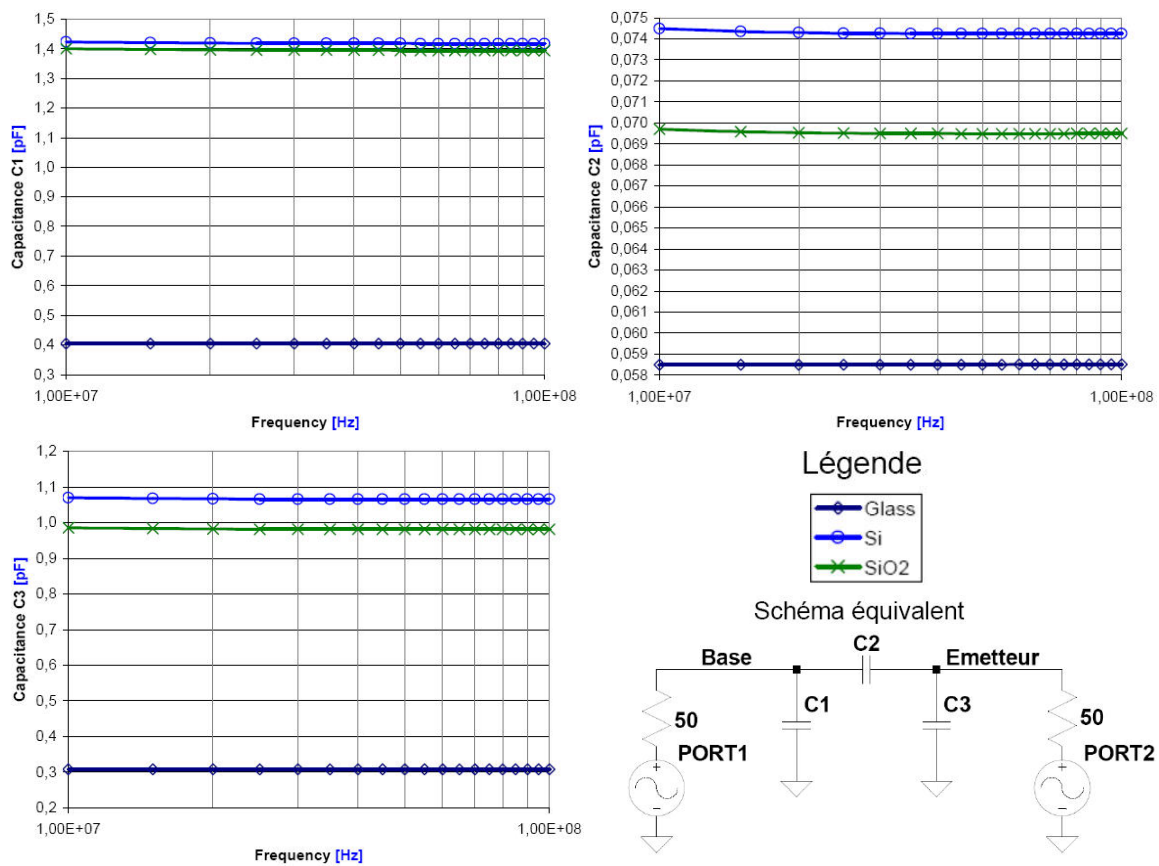 Capacitance C1 [pF]
1,5
1,4
1,3
1,2
1,1
1,0
0,9
0,8
0,7
0,6
0,5
0,4
0,3
1,00E+07
1,00E+08
Frequency [Hz]
Capacitance C2 [pF]
0,075
0,074
0,073
0,072
0,071
0,070
0,069
0,068
0,067
0,066
0,065
0,064
0,063
0,062
0,061
0,060
0,059
0,058
1,00E+07
1,00E+08
Frequency [Hz]
Capacitance C3 [pF]
1,2
1,1
1,0
0,9
0,8
0,7
0,6
0,5
0,4
0,3
0,2
1,00E+07
1,00E+08
Frequency [Hz]
Légende
Glass
Si
SiO2
Schéma équivalent
C2
Base
Emetteur
C1
C3
50
50
PORT1
PORT2